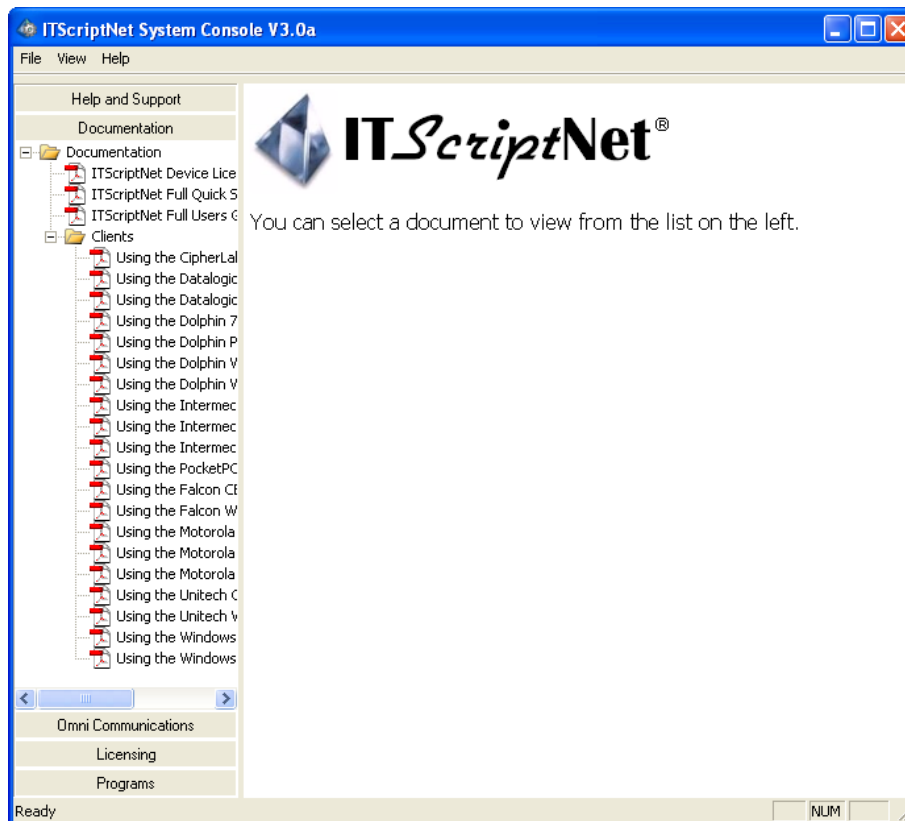 ITScriptNet System Console V3.0a
File View Help
Help and Support
Documentation
Documentation
ITScriptNet Device Lice
ITScriptNet Full Quick S
ITScriptNet Full Users G
Clients
Using the CipherLal
Using the Datalogic
Using the Datalogic
Using the Dolphin 7
Using the Dolphin P
Using the Dolphin W
Using the Dolphin W
Using the Intermec
Using the Intermec
Using the Intermec
Using the PocketPC
Using the Falcon CE
Using the Falcon W
Using the Motorola
Using the Motorola
Using the Motorola
Using the Unitech C
Using the Unitech W
Using the Windows
Using the Windows
Omni Communications
Licensing
Programs
ITScriptNet®
You can select a document to view from the list on the left.
Ready
NUM